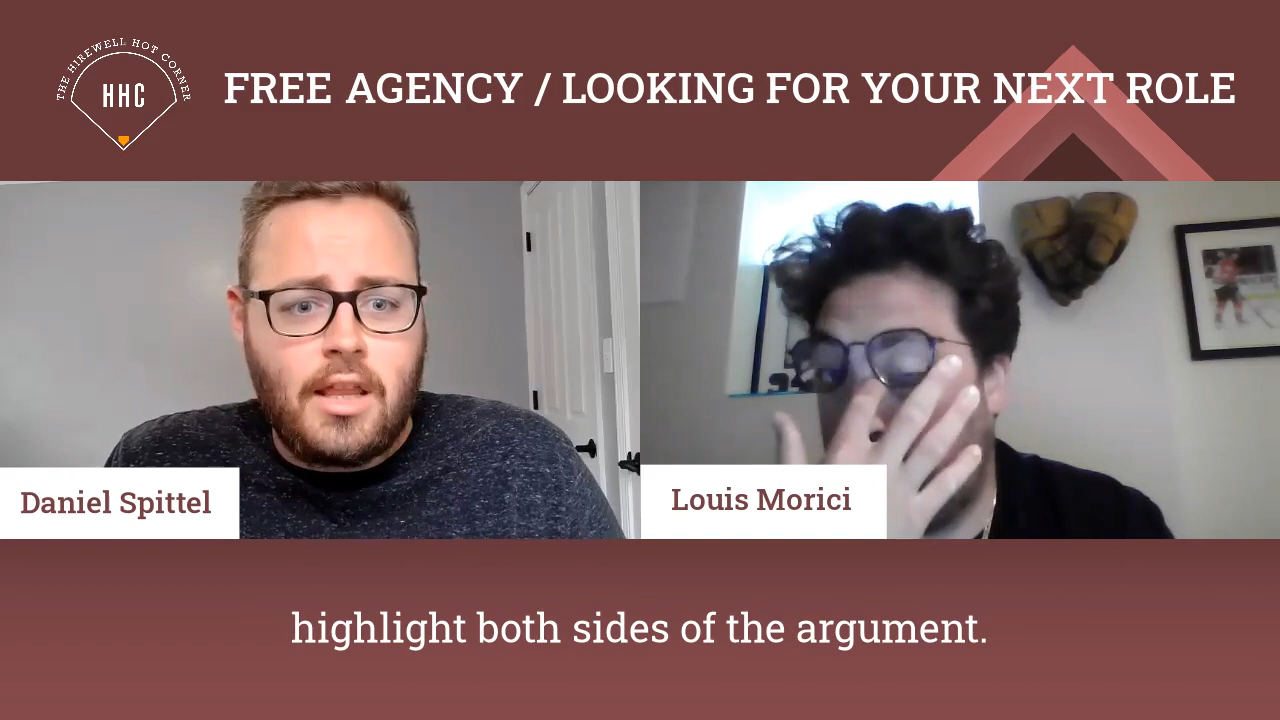 THE HIREWELL HOT CORNER
HHC
FREE AGENCY / LOOKING FOR YOUR NEXT ROLE
Daniel Spittel
Louis Morici
highlight both sides of the argument.